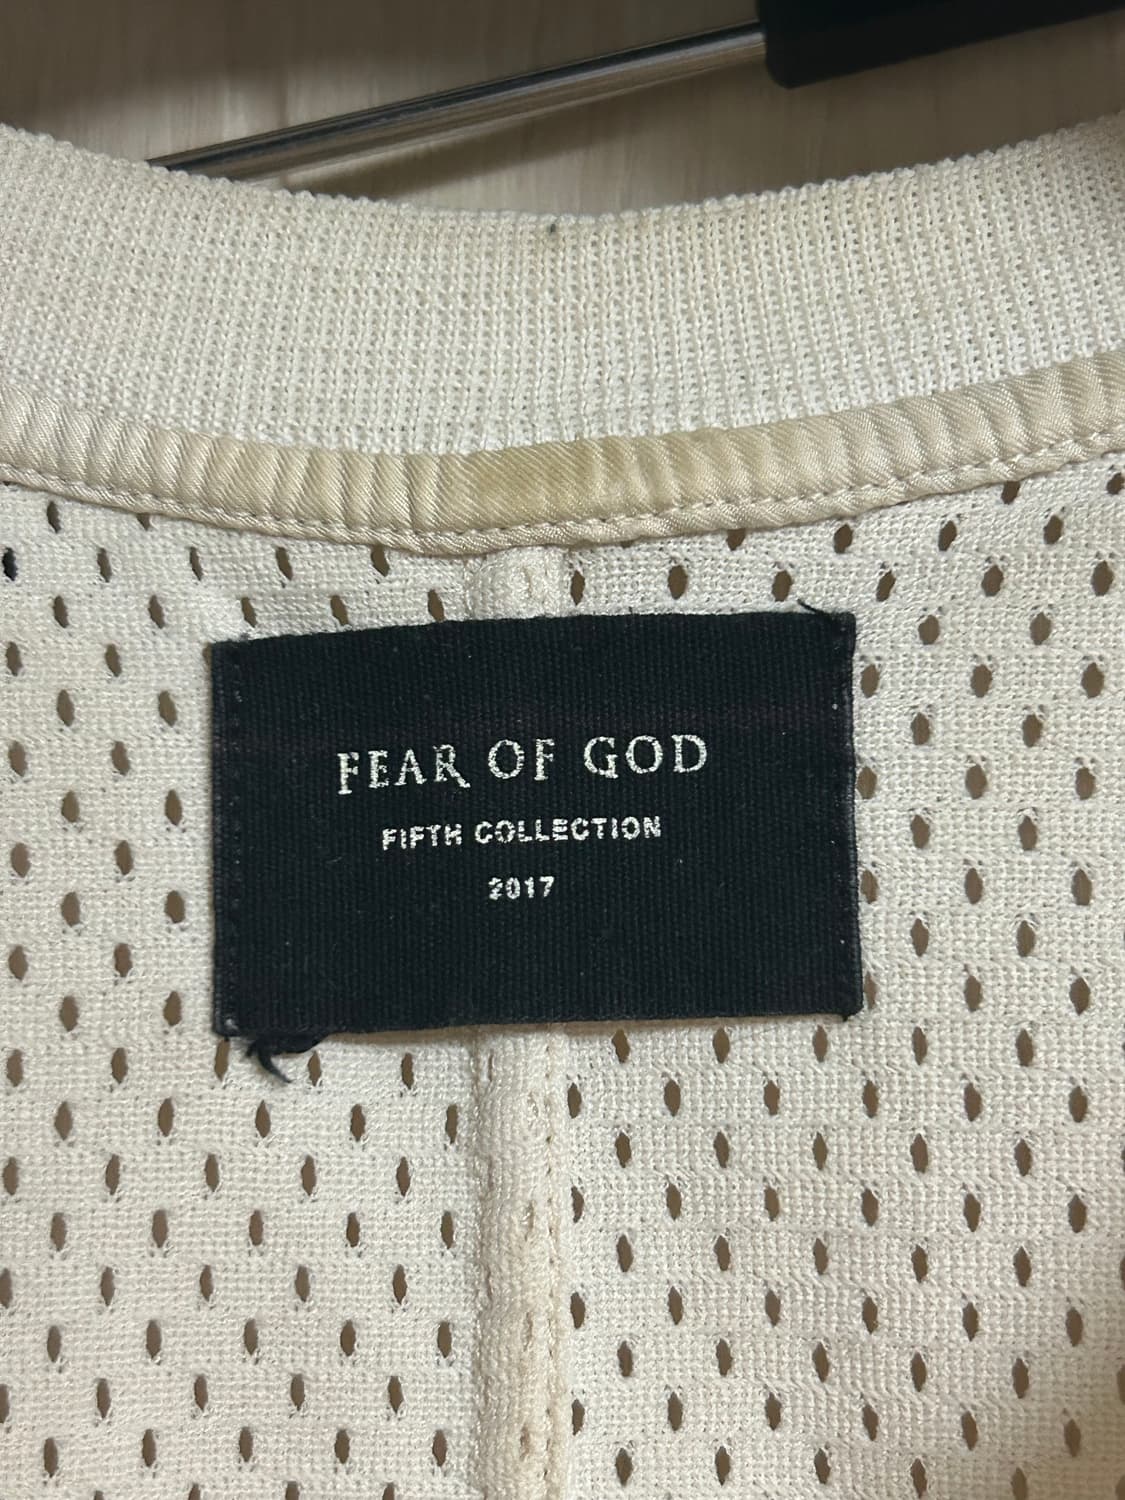 FEAR OF GOD
FIFTH COLLECTION
2017